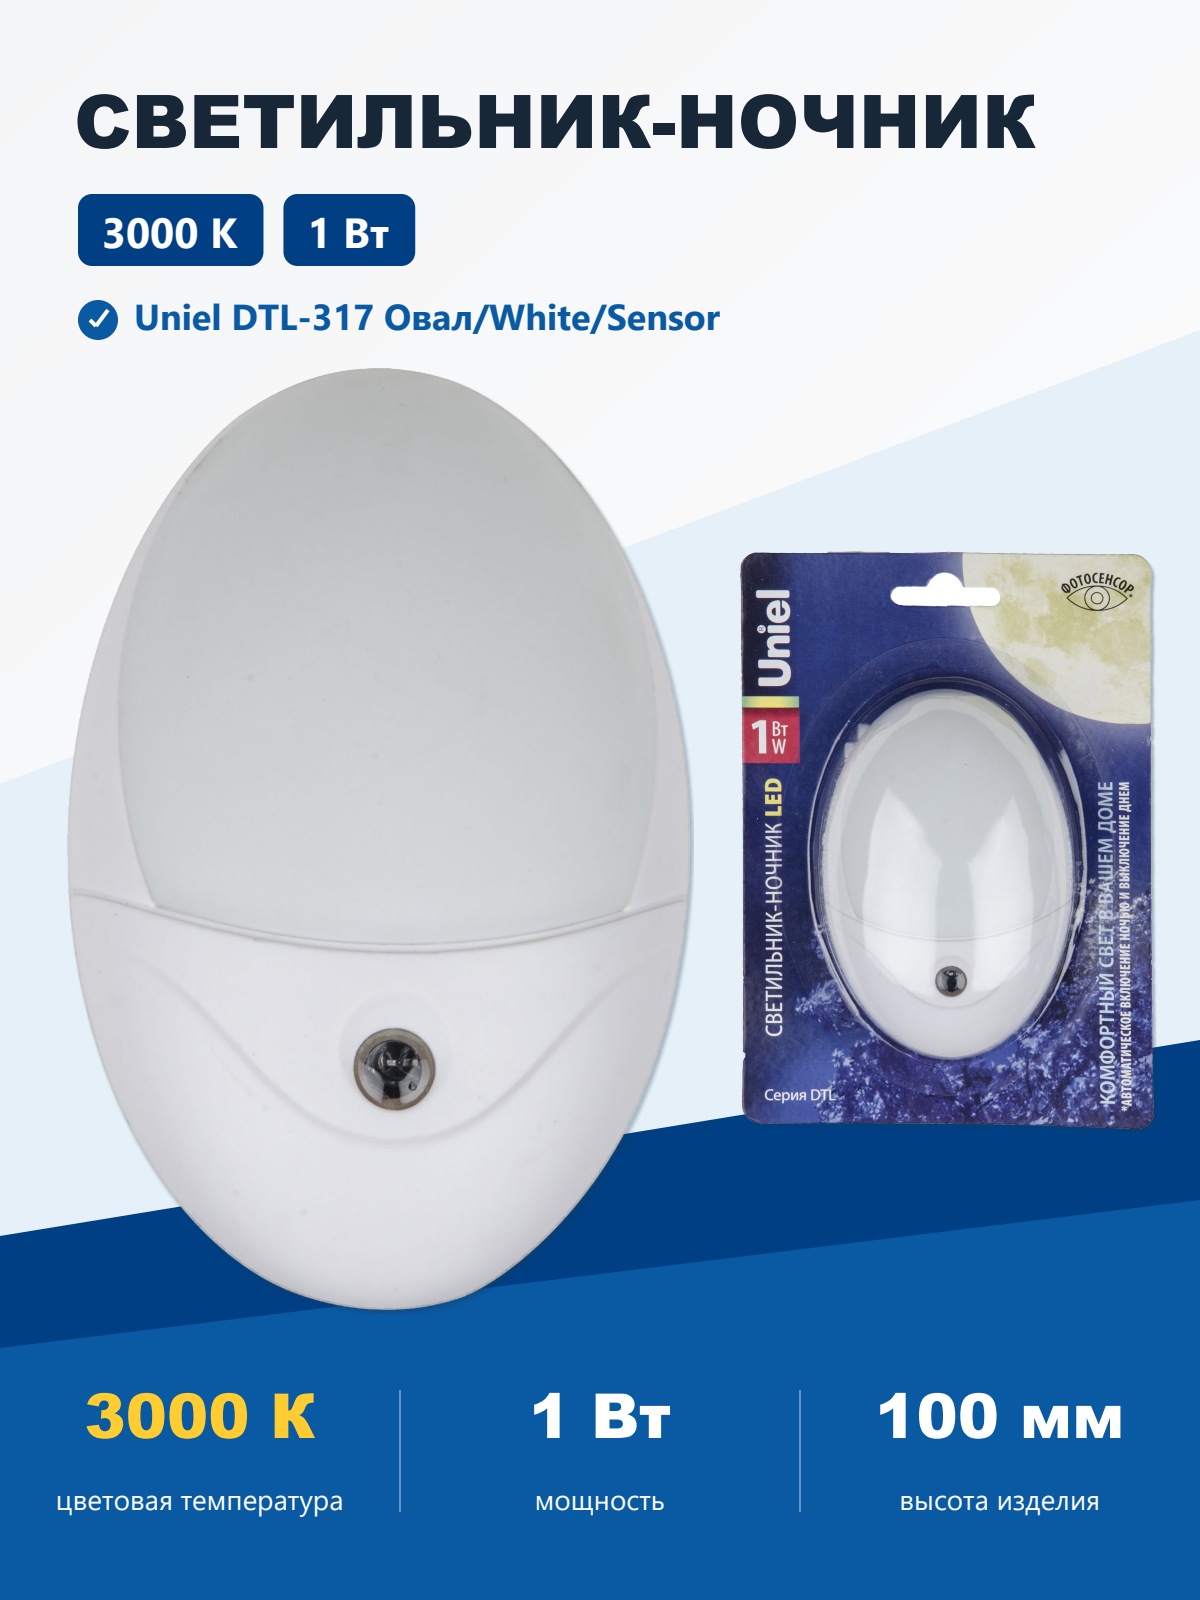 СВЕТИЛЬНИК-НОЧНИК
3000 К
1 Вт
Uniel DTL-317 Овал/White/Sensor
ФОТОСЕНСОР*
Uniel®
1 Вт W
СВЕТИЛЬНИК-НОЧНИК LED
Серия DTL
КОМФОРТНЫЙ СВЕТ В ВАШЕМ ДОМЕ
*АВТОМАТИЧЕСКОЕ ВКЛЮЧЕНИЕ НОЧЬЮ И ВЫКЛЮЧЕНИЕ ДНЕМ
3000 К
цветовая температура
1 Вт
мощность
100 мм
высота изделия